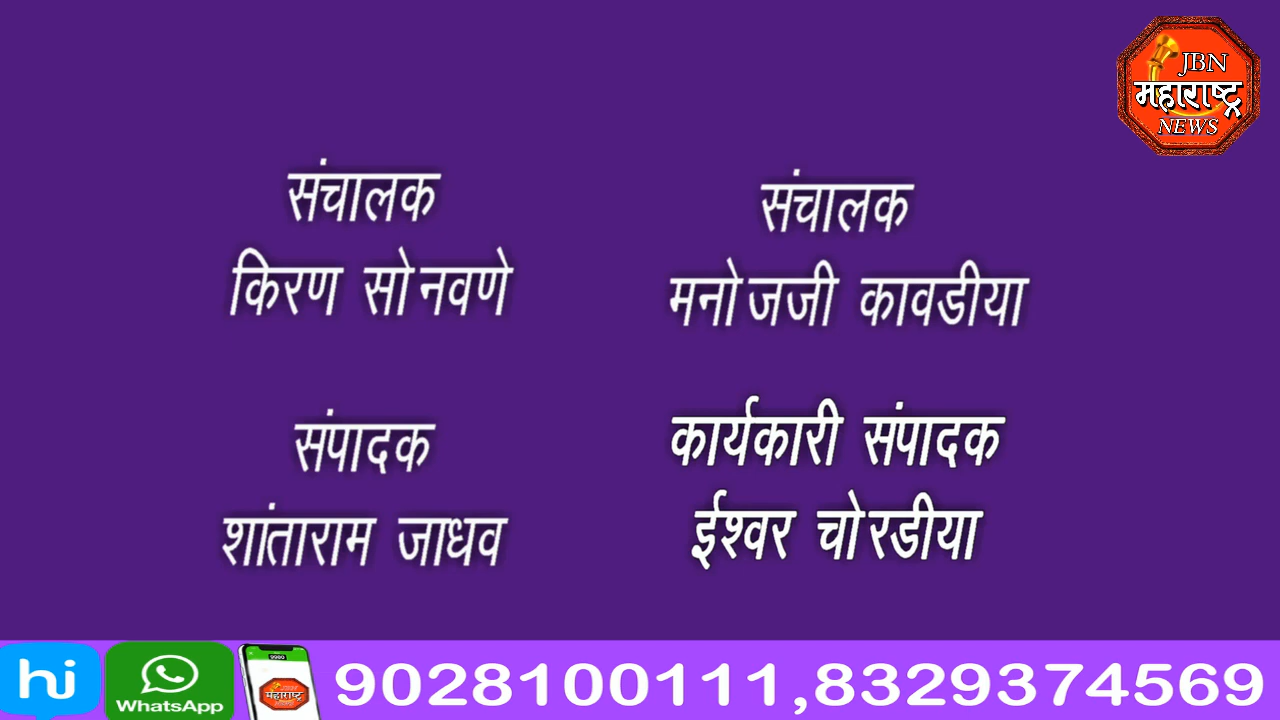 JBN
महाराष्ट्र
NEWS
संचालक
किरण सोनवणे
संचालक
मनोजजी कावडीया
संपादक
शांताराम जाधव
कार्यकारी संपादक
ईश्वर चोरडीया
hi
WhatsApp
महाराष्ट्र
9028100111,8329374569